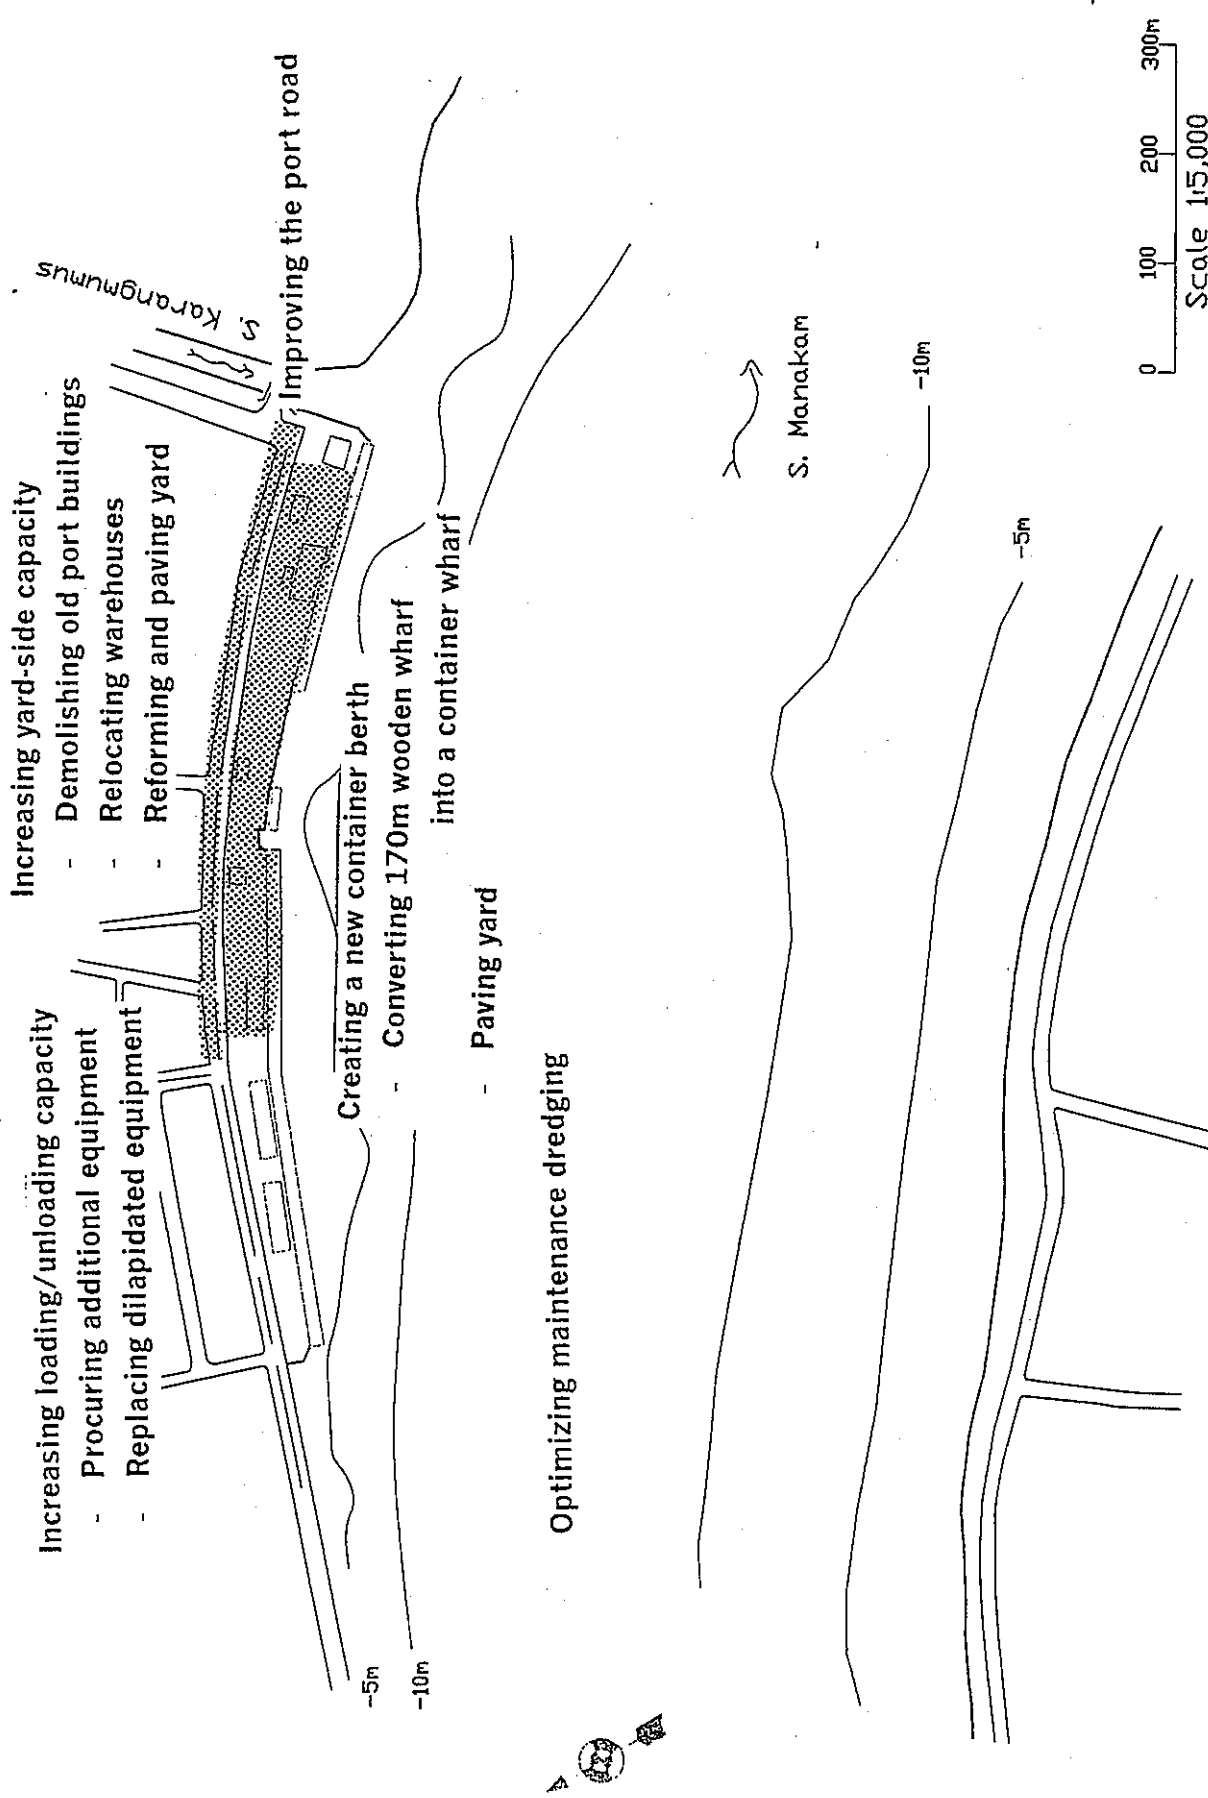 Increasing loading/unloading capacity
- Procuring additional equipment
- Replacing dilapidated equipment
Increasing yard-side capacity
- Demolishing old port buildings
- Relocating warehouses
- Reforming and paving yard
S. Karangmumus
Improving the port road
Creating a new container berth
- Converting 170m wooden wharf
into a container wharf
- Paving yard
-5m
-10m
Optimizing maintenance dredging
S. Manakam
-10m
-5m
0 100 200 300m
Scale 1:5,000